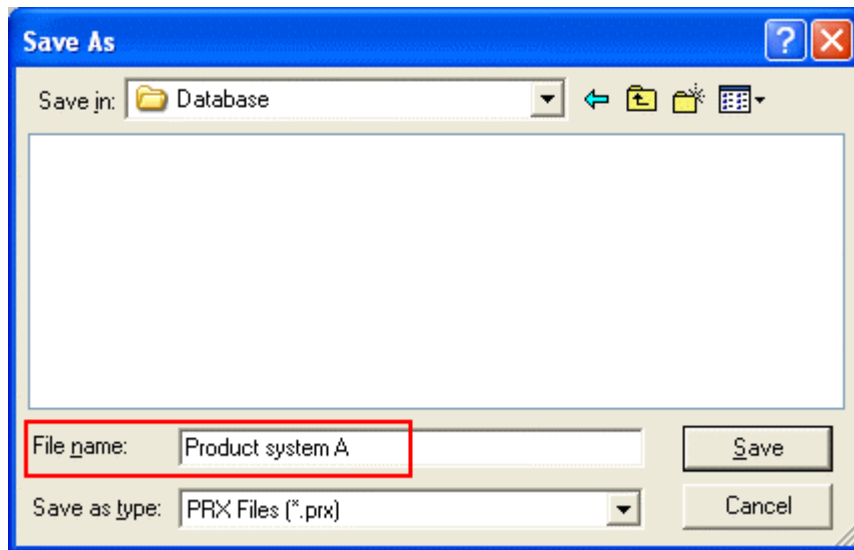 Save As
Save in: Database
File name: Product system A Save
Save as type: PRX Files (*.prx) Cancel